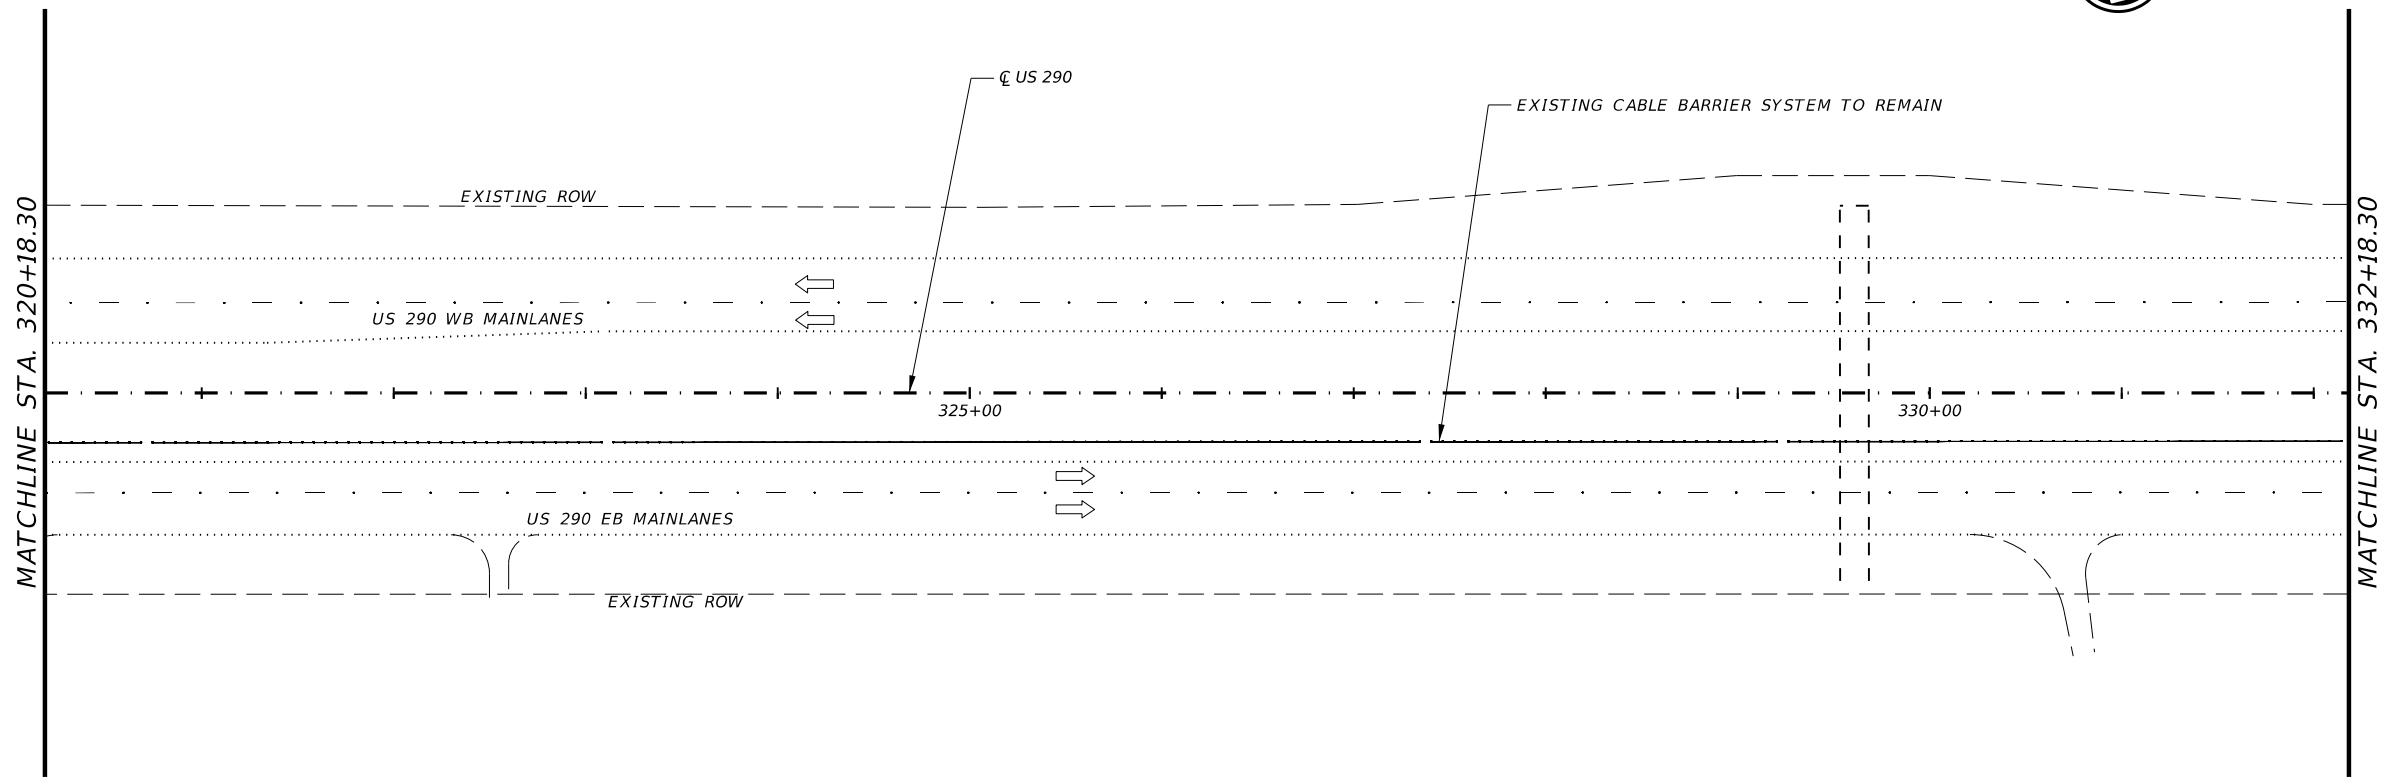 ℄ US 290
EXISTING CABLE BARRIER SYSTEM TO REMAIN
EXISTING ROW
US 290 WB MAINLANES
325+00
330+00
US 290 EB MAINLANES
EXISTING ROW
MATCHLINE STA. 320+18.30
MATCHLINE STA. 332+18.30